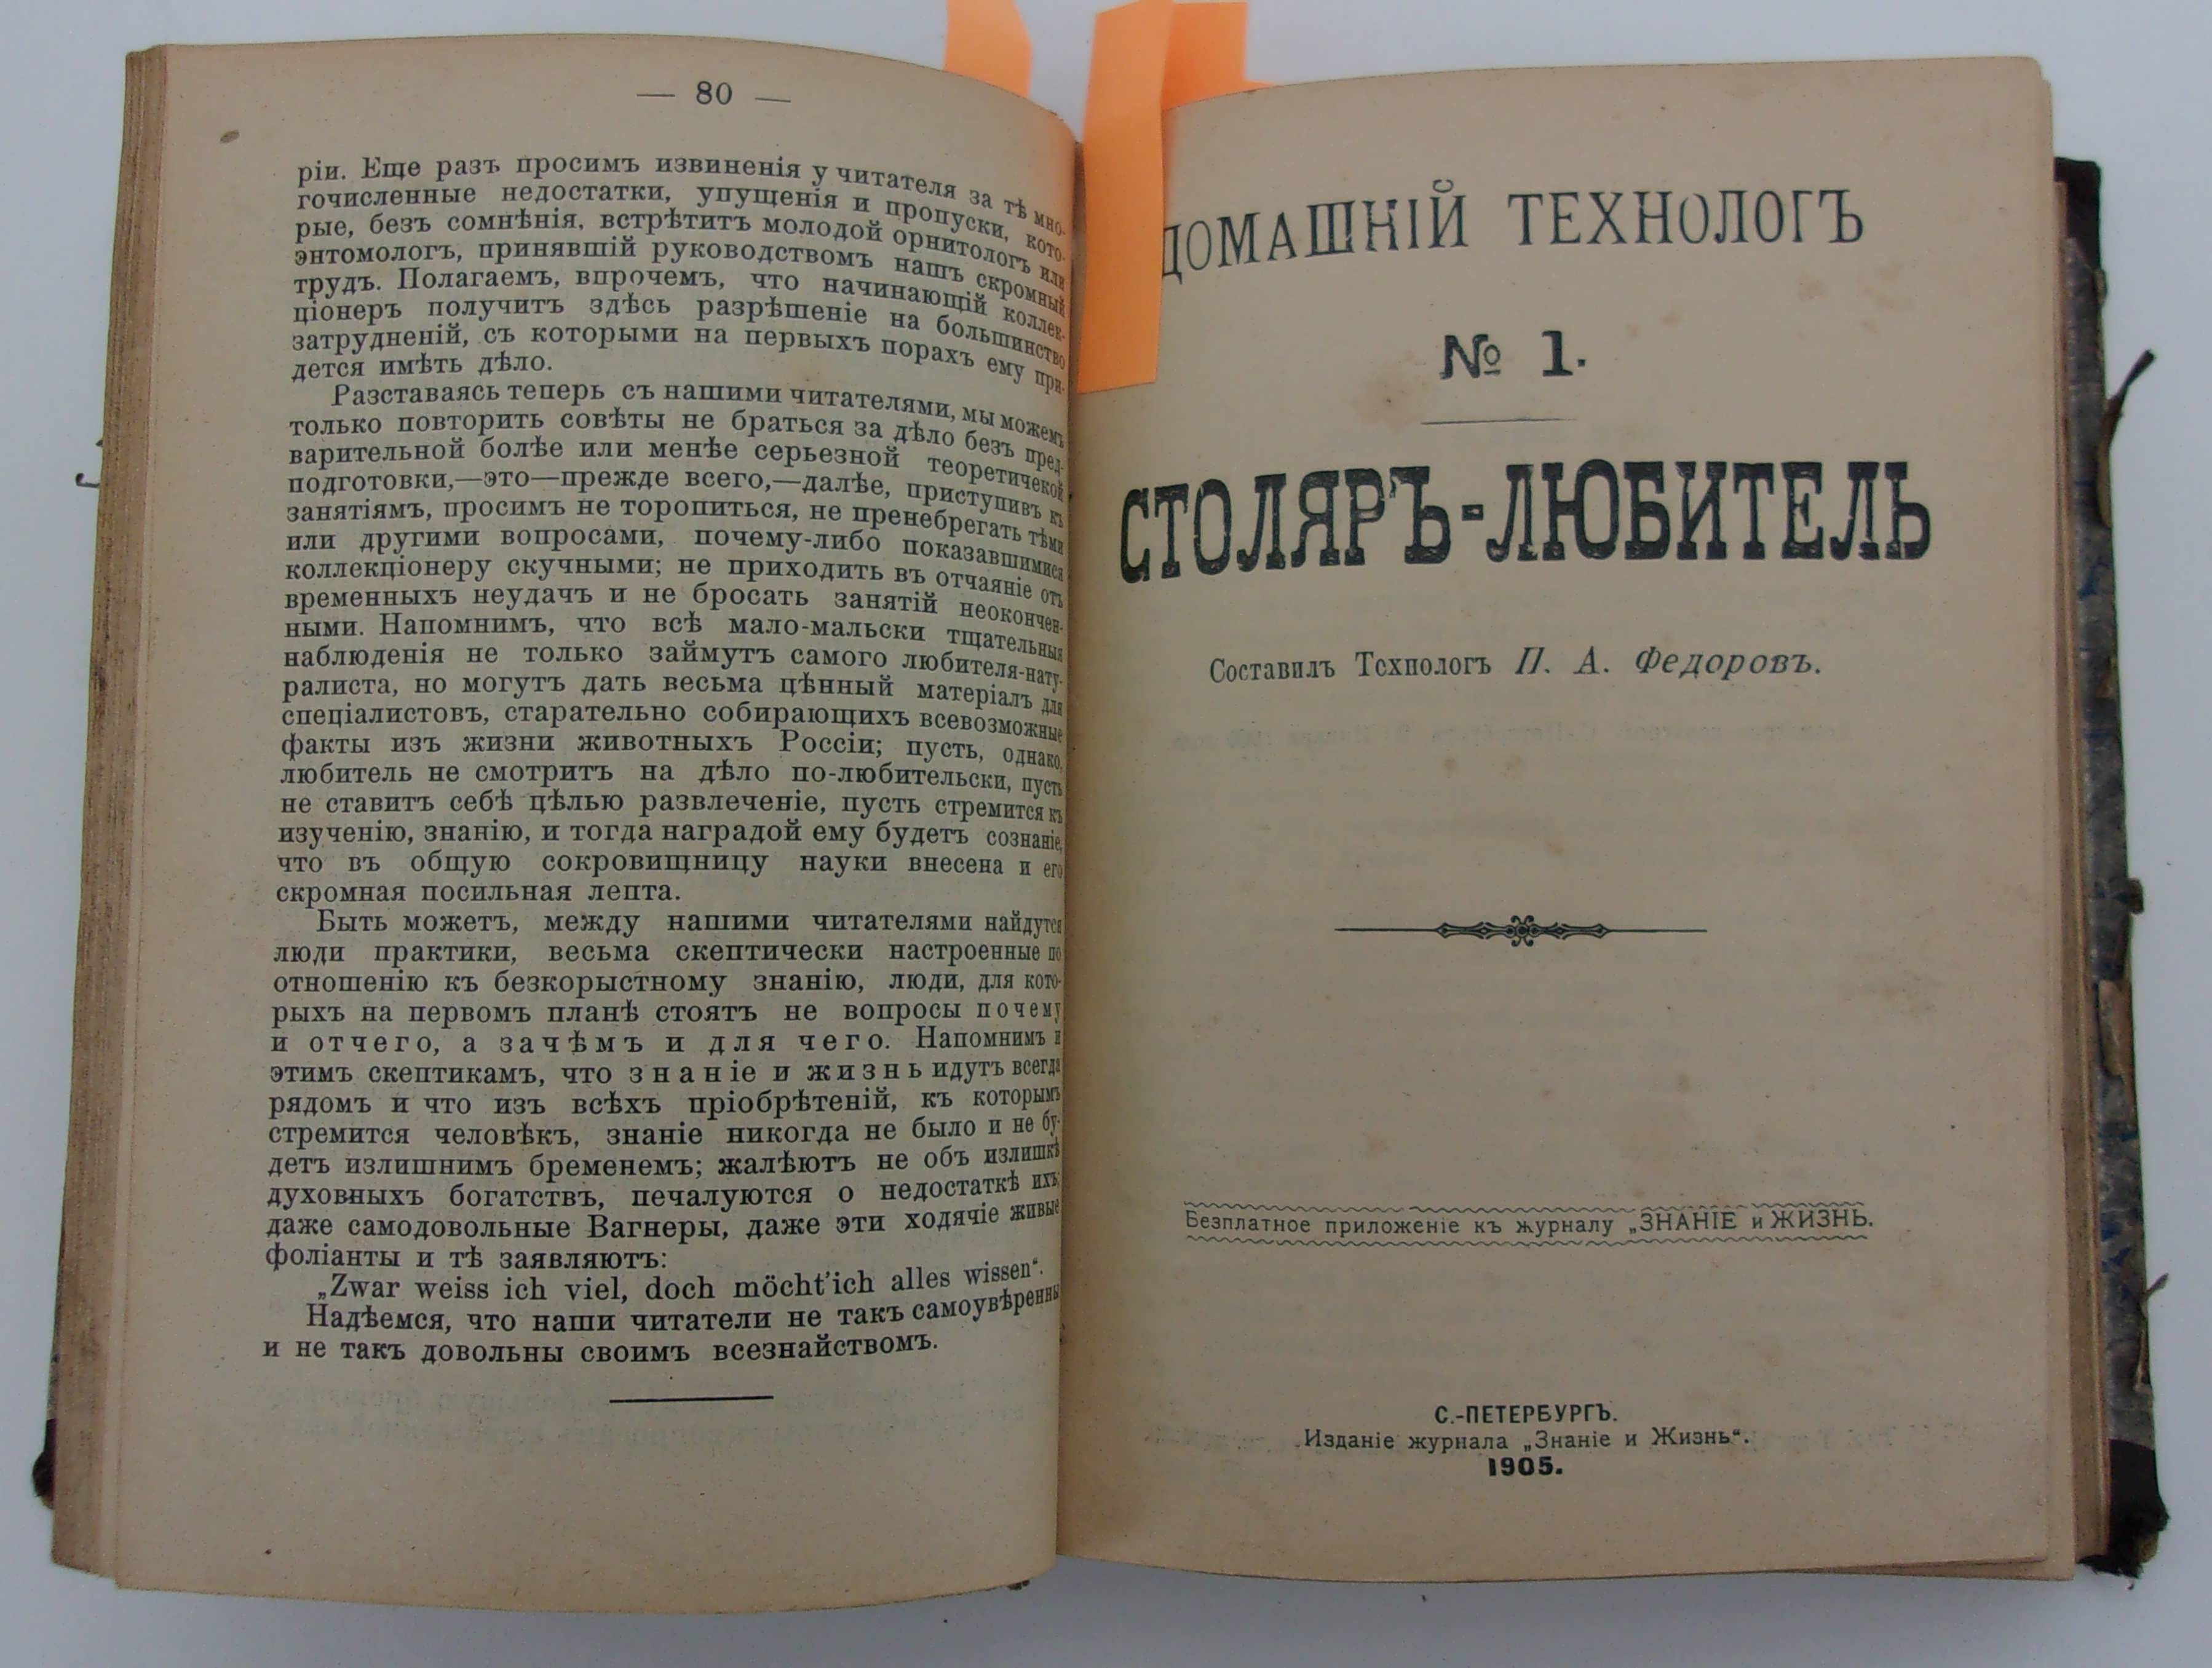 — 80 —
ріи. Еще разъ просимъ извиненія у читателя за тѣ мно-
гочисленные недостатки, упущенія и пропуски, кото-
рые, безъ сомнѣнія, встрѣтитъ молодой орнитологъ или
энтомологъ, принявшій руководствомъ нашъ скромный
трудъ. Полагаемъ, впрочемъ, что начинающій коллек-
ціонеръ получитъ здѣсь разрѣшеніе на большинство
затрудненій, съ которыми на первыхъ порахъ ему при-
дется имѣть дѣло.
Разставаясь теперь съ нашими читателями, мы можемъ
только повторить совѣты не браться за дѣло безъ пред-
варительной болѣе или менѣе серьезной теоретичекой
подготовки,—это—прежде всего,—далѣе, приступивъ къ
занятіямъ, просимъ не торопиться, не пренебрегать тѣми
или другими вопросами, почему-либо показавшимися
коллекціонеру скучными; не приходить въ отчаяніе отъ
временныхъ неудачъ и не бросать занятій неокончен-
ными. Напомнимъ, что всѣ мало-мальски тщательныя
наблюденія не только займутъ самого любителя-нату-
ралиста, но могутъ дать весьма цѣнный матеріалъ для
спеціалистовъ, старательно собирающихъ всевозможные
факты изъ жизни животныхъ Россіи; пусть, однако,
любитель не смотритъ на дѣло по-любительски, пусть
не ставитъ себѣ цѣлью развлеченіе, пусть стремится къ
изученію, знанію, и тогда наградой ему будетъ сознаніе,
что въ общую сокровищницу науки внесена и его
скромная посильная лепта.
Быть можетъ, между нашими читателями найдутся
люди практики, весьма скептически настроенные по
отношенію къ безкорыстному знанію, люди, для кото-
рыхъ на первомъ планѣ стоятъ не вопросы почему
и отчего, а зачѣмъ и для чего. Напомнимъ и
этимъ скептикамъ, что знаніе и жизнь идутъ всегда
рядомъ и что изъ всѣхъ пріобрѣтеній, къ которымъ
стремится человѣкъ, знаніе никогда не было и не бу-
детъ излишнимъ бременемъ; жалѣютъ не объ излишкѣ
духовныхъ богатствъ, печалуются о недостаткѣ ихъ;
даже самодовольные Вагнеры, даже эти ходячіе живые
фоліанты и тѣ заявляютъ:
„Zwar weiss ich viel, doch möcht'ich alles wissen“.
Надѣемся, что наши читатели не такъ самоувѣренны
и не такъ довольны своимъ всезнайствомъ.
ДОМАШНІЙ ТЕХНОЛОГЪ
№ 1.
СТОЛЯРЪ-ЛЮБИТЕЛЬ
Составилъ Технологъ П. А. Федоровъ.
Безплатное приложеніе къ журналу „ЗНАНІЕ и ЖИЗНЬ.
С.-ПЕТЕРБУРГЪ.
Изданіе журнала „Знаніе и Жизнь“.
1905.